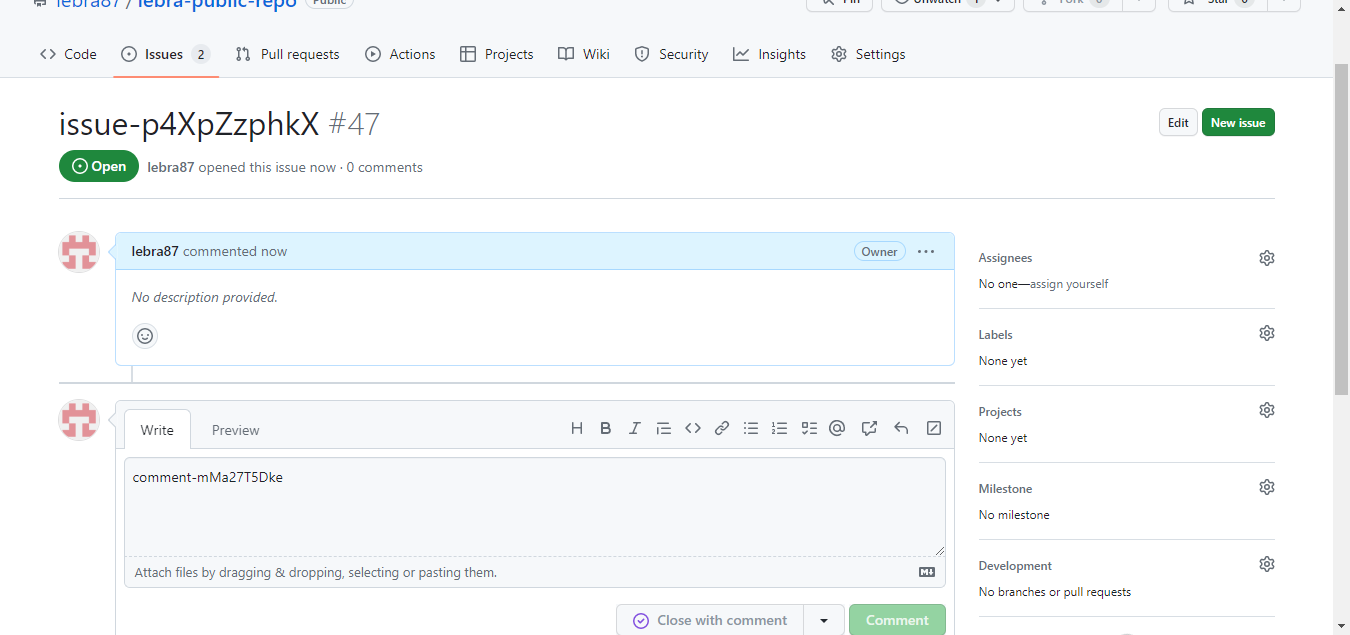 lebra87 / lebra-public-repo Public Pin Unwatch 1 Fork 0 Star 0
Code Issues 2 Pull requests Actions Projects Wiki Security Insights Settings
issue-p4XpZzphkX #47
Edit New issue
Open lebra87 opened this issue now · 0 comments
lebra87 commented now Owner
No description provided.
Write Preview
comment-mMa27T5Dke
Attach files by dragging & dropping, selecting or pasting them.
Close with comment Comment
Assignees
No one—assign yourself
Labels
None yet
Projects
None yet
Milestone
No milestone
Development
No branches or pull requests